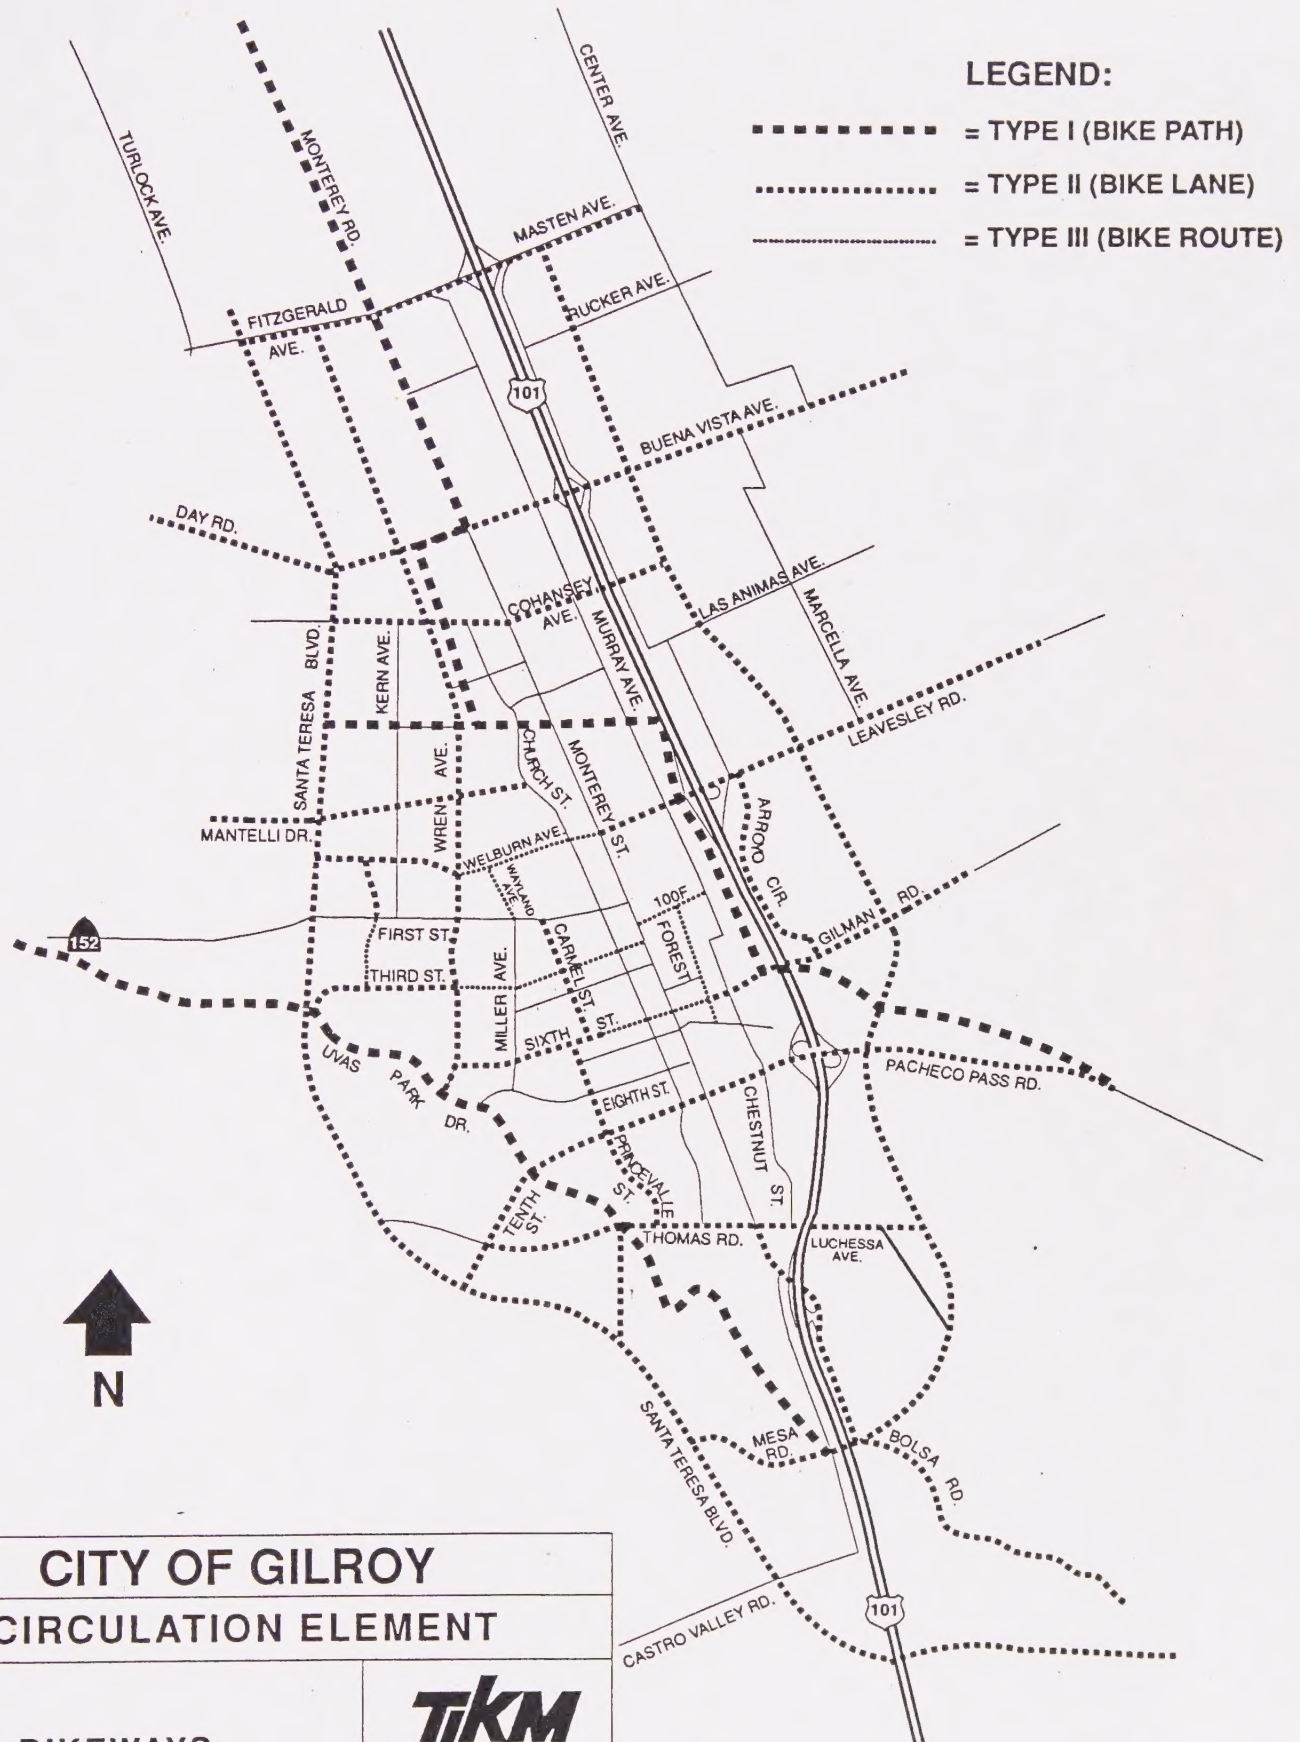 LEGEND:
= TYPE I (BIKE PATH)
= TYPE II (BIKE LANE)
= TYPE III (BIKE ROUTE)
TURLOCK AVE.
MONTEREY RD.
CENTER AVE.
MASTEN AVE.
RUCKER AVE.
FITZGERALD
AVE.
101
BUENA VISTA AVE.
DAY RD.
COHANSEY
AVE.
LAS ANIMAS AVE.
MURRAY AVE.
MARCELLA AVE.
SANTA TERESA BLVD.
KERN AVE.
LEAVESLEY RD.
WREN AVE.
CHURCH ST.
MONTEREY ST.
MANTELLI DR.
WELBURN AVE.
WAYLAND
AVE.
ARROYO CIR.
100F
FOREST
GILMAN RD.
152
FIRST ST.
CARMEL ST.
THIRD ST.
MILLER AVE.
SIXTH ST.
UVAS PARK DR.
EIGHTH ST.
PACHECO PASS RD.
CHESTNUT ST.
PRINCEVALLE
ST.
TENTH
ST.
THOMAS RD.
LUCHESSA
AVE.
N
MESA
RD.
BOLSA RD.
SANTA TERESA BLVD.
CASTRO VALLEY RD.
101
CITY OF GILROY
CIRCULATION ELEMENT
TJKM
BIKEWAYS